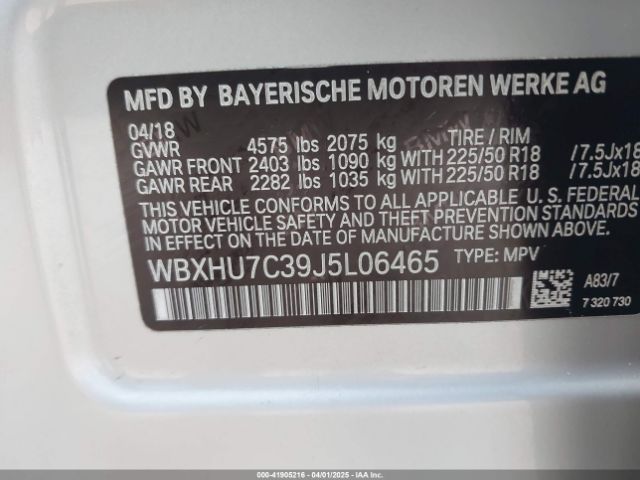 MFD BY BAYERISCHE MOTOREN WERKE AG
04/18
GVWR 4575 lbs 2075 kg TIRE / RIM
GAWR FRONT 2403 lbs 1090 kg WITH 225/50 R18 /7.5Jx18
GAWR REAR 2282 lbs 1035 kg WITH 225/50 R18 /7.5Jx18
THIS VEHICLE CONFORMS TO ALL APPLICABLE U. S. FEDERAL
MOTOR VEHICLE SAFETY AND THEFT PREVENTION STANDARDS
IN EFFECT ON THE DATE OF MANUFACTURE SHOWN ABOVE.
WBXHU7C39J5L06465 TYPE: MPV
A83/7
7 320 730
000-41905216 - 04/01/2025 - IAAI.COM